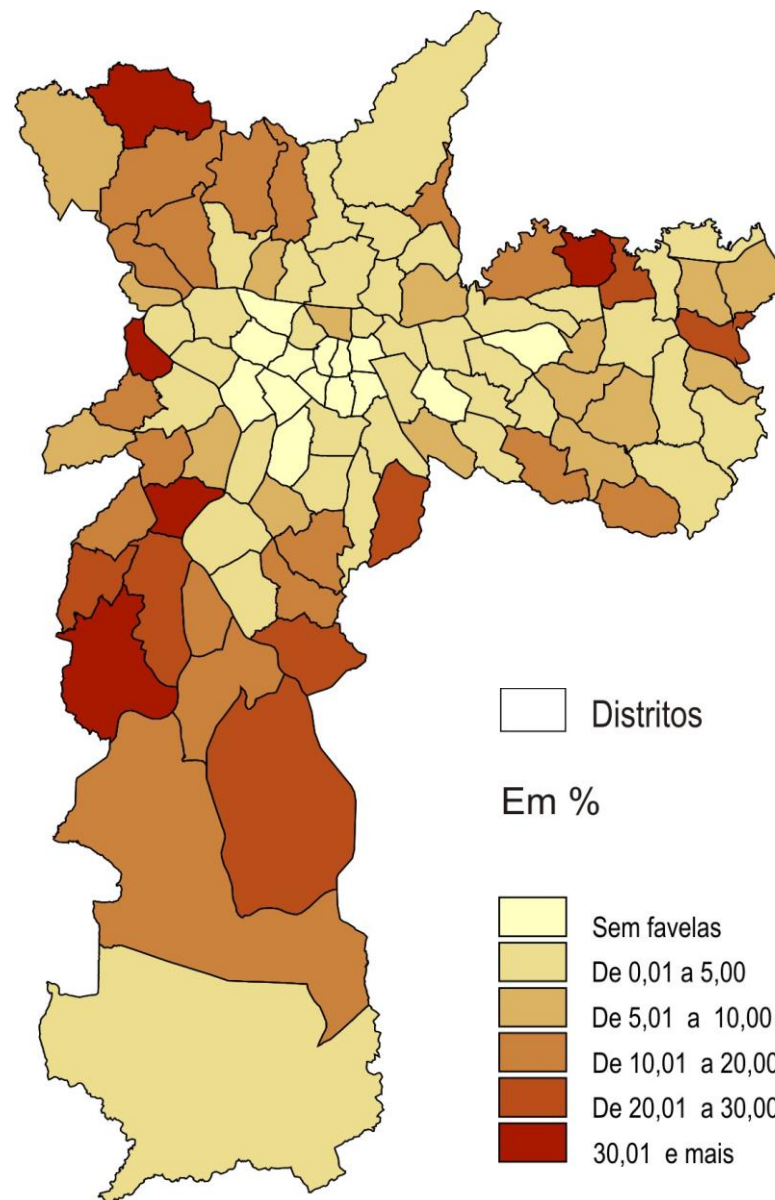 Distritos
Em %
Sem favelas
De 0,01 a 5,00
De 5,01 a 10,00
De 10,01 a 20,00
De 20,01 a 30,00
30,01 e mais